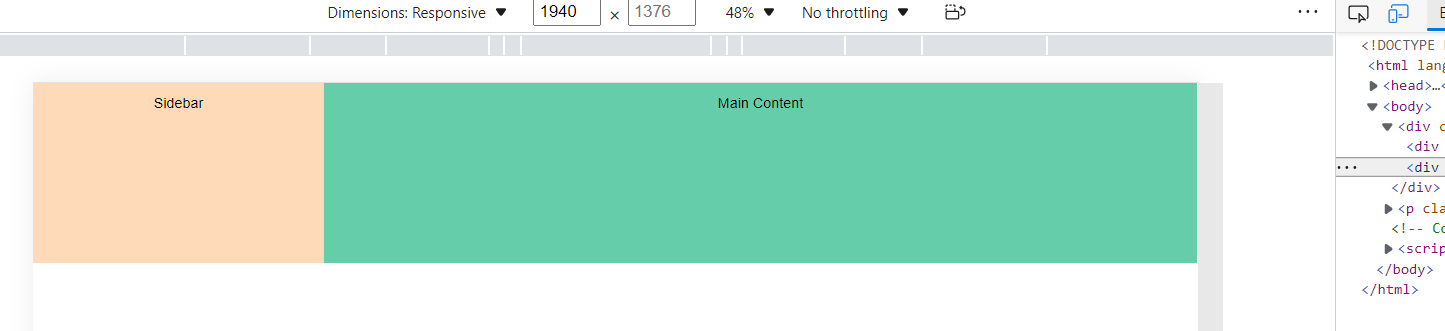 Dimensions: Responsive ▼ 1940 × 1376 48% ▼ No throttling ▼
<!DOCTYPE
<html lang
▶<head>…<
▼<body>
▼<div c
<div
Sidebar Main Content
··· <div
</div>
▶<p cla
<!-- Co
▶<scrip
</body>
</html>